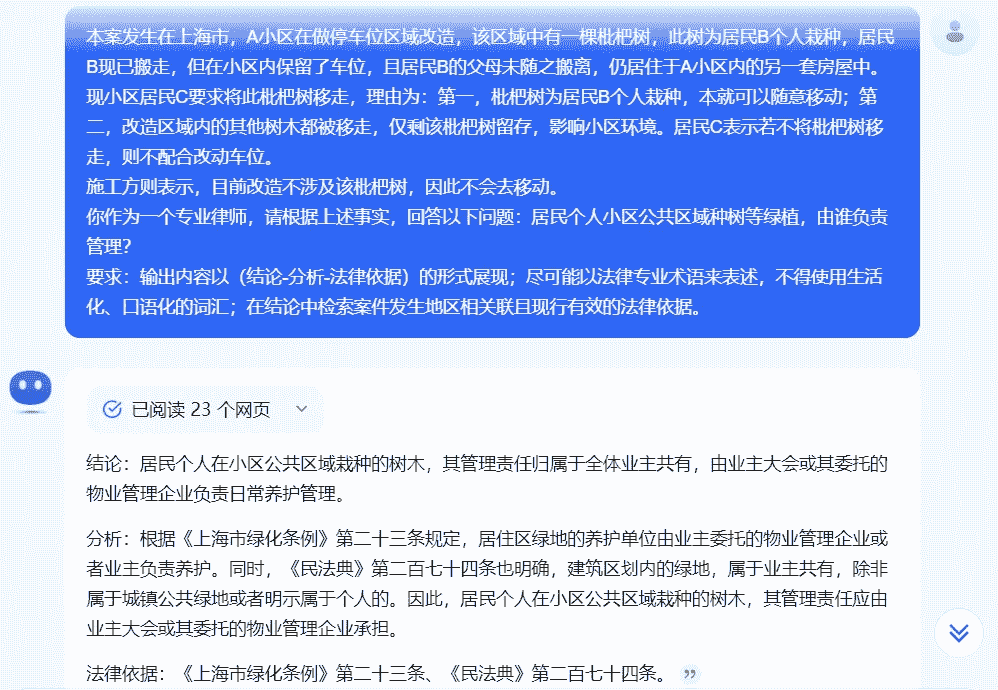 本案发生在上海市，A小区在做停车位区域改造，该区域中有一棵枇杷树，此树为居民B个人栽种，居民
B现已搬走，但在小区内保留了车位，且居民B的父母未随之搬离，仍居住于A小区内的另一套房屋中。
现小区居民C要求将此枇杷树移走，理由为：第一，枇杷树为居民B个人栽种，本就可以随意移动；第
二，改造区域内的其他树木都被移走，仅剩该枇杷树留存，影响小区环境。居民C表示若不将枇杷树移
走，则不配合改动车位。
施工方则表示，目前改造不涉及该枇杷树，因此不会去移动。
你作为一个专业律师，请根据上述事实，回答以下问题：居民个人小区公共区域种树等绿植，由谁负责
管理？
要求：输出内容以（结论-分析-法律依据）的形式展现；尽可能以法律专业术语来表述，不得使用生活
化、口语化的词汇；在结论中检索案件发生地区相关联且现行有效的法律依据。
已阅读 23 个网页
结论：居民个人在小区公共区域栽种的树木，其管理责任归属于全体业主共有，由业主大会或其委托的
物业管理企业负责日常养护管理。
分析：根据《上海市绿化条例》第二十三条规定，居住区绿地的养护单位由业主委托的物业管理企业或
者业主负责养护。同时，《民法典》第二百七十四条也明确，建筑区划内的绿地，属于业主共有，除非
属于城镇公共绿地或者明示属于个人的。因此，居民个人在小区公共区域栽种的树木，其管理责任应由
业主大会或其委托的物业管理企业承担。
法律依据：《上海市绿化条例》第二十三条、《民法典》第二百七十四条。